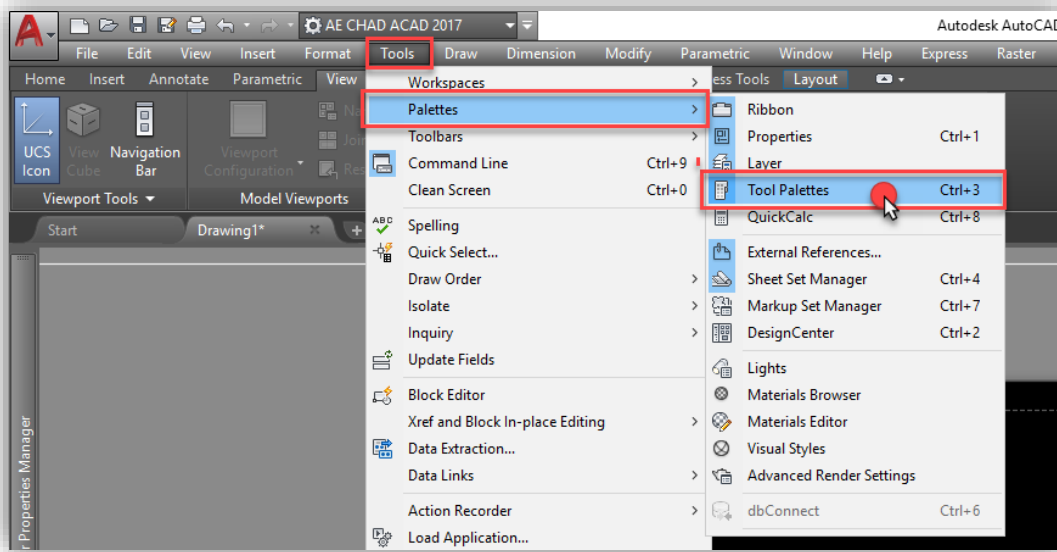 AE CHAD ACAD 2017
Autodesk AutoCAD
File Edit View Insert Format Tools Draw Dimension Modify Parametric Window Help Express Raster
Home Insert Annotate Parametric View ess Tools Layout
UCS Icon
View Cube
Navigation Bar
Viewport Configuration
Na
Join
Res
Viewport Tools
Model Viewports
Start
Drawing1*
r Properties Manager
Workspaces
Palettes
Toolbars
Command Line Ctrl+9
Clean Screen Ctrl+0
ABC
Spelling
Quick Select...
Draw Order
Isolate
Inquiry
Update Fields
Block Editor
Xref and Block In-place Editing
Data Extraction...
Data Links
Action Recorder
Load Application...
Ribbon
Properties Ctrl+1
Layer
Tool Palettes Ctrl+3
QuickCalc Ctrl+8
External References...
Sheet Set Manager Ctrl+4
Markup Set Manager Ctrl+7
DesignCenter Ctrl+2
Lights
Materials Browser
Materials Editor
Visual Styles
Advanced Render Settings
dbConnect Ctrl+6